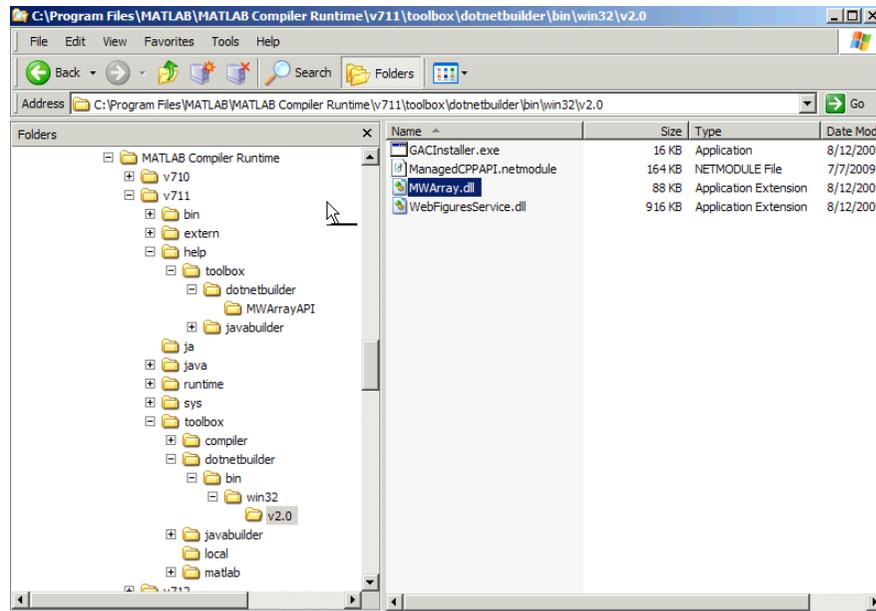 C:\Program Files\MATLAB\MATLAB Compiler Runtime\v711\toolbox\dotnetbuilder\bin\win32\v2.0
File Edit View Favorites Tools Help
Back Search Folders
Address C:\Program Files\MATLAB\MATLAB Compiler Runtime\v711\toolbox\dotnetbuilder\bin\win32\v2.0 Go
Folders
MATLAB Compiler Runtime
v710
v711
bin
extern
help
toolbox
dotnetbuilder
MWArrayAPI
javabuilder
ja
java
runtime
sys
toolbox
compiler
dotnetbuilder
bin
win32
v2.0
javabuilder
local
matlab
v712
Name Size Type Date Mod
GACInstaller.exe 16 KB Application 8/12/200
ManagedCPPAPI.netmodule 164 KB NETMODULE File 7/7/2009
MWArray.dll 88 KB Application Extension 8/12/200
WebFiguresService.dll 916 KB Application Extension 8/12/200